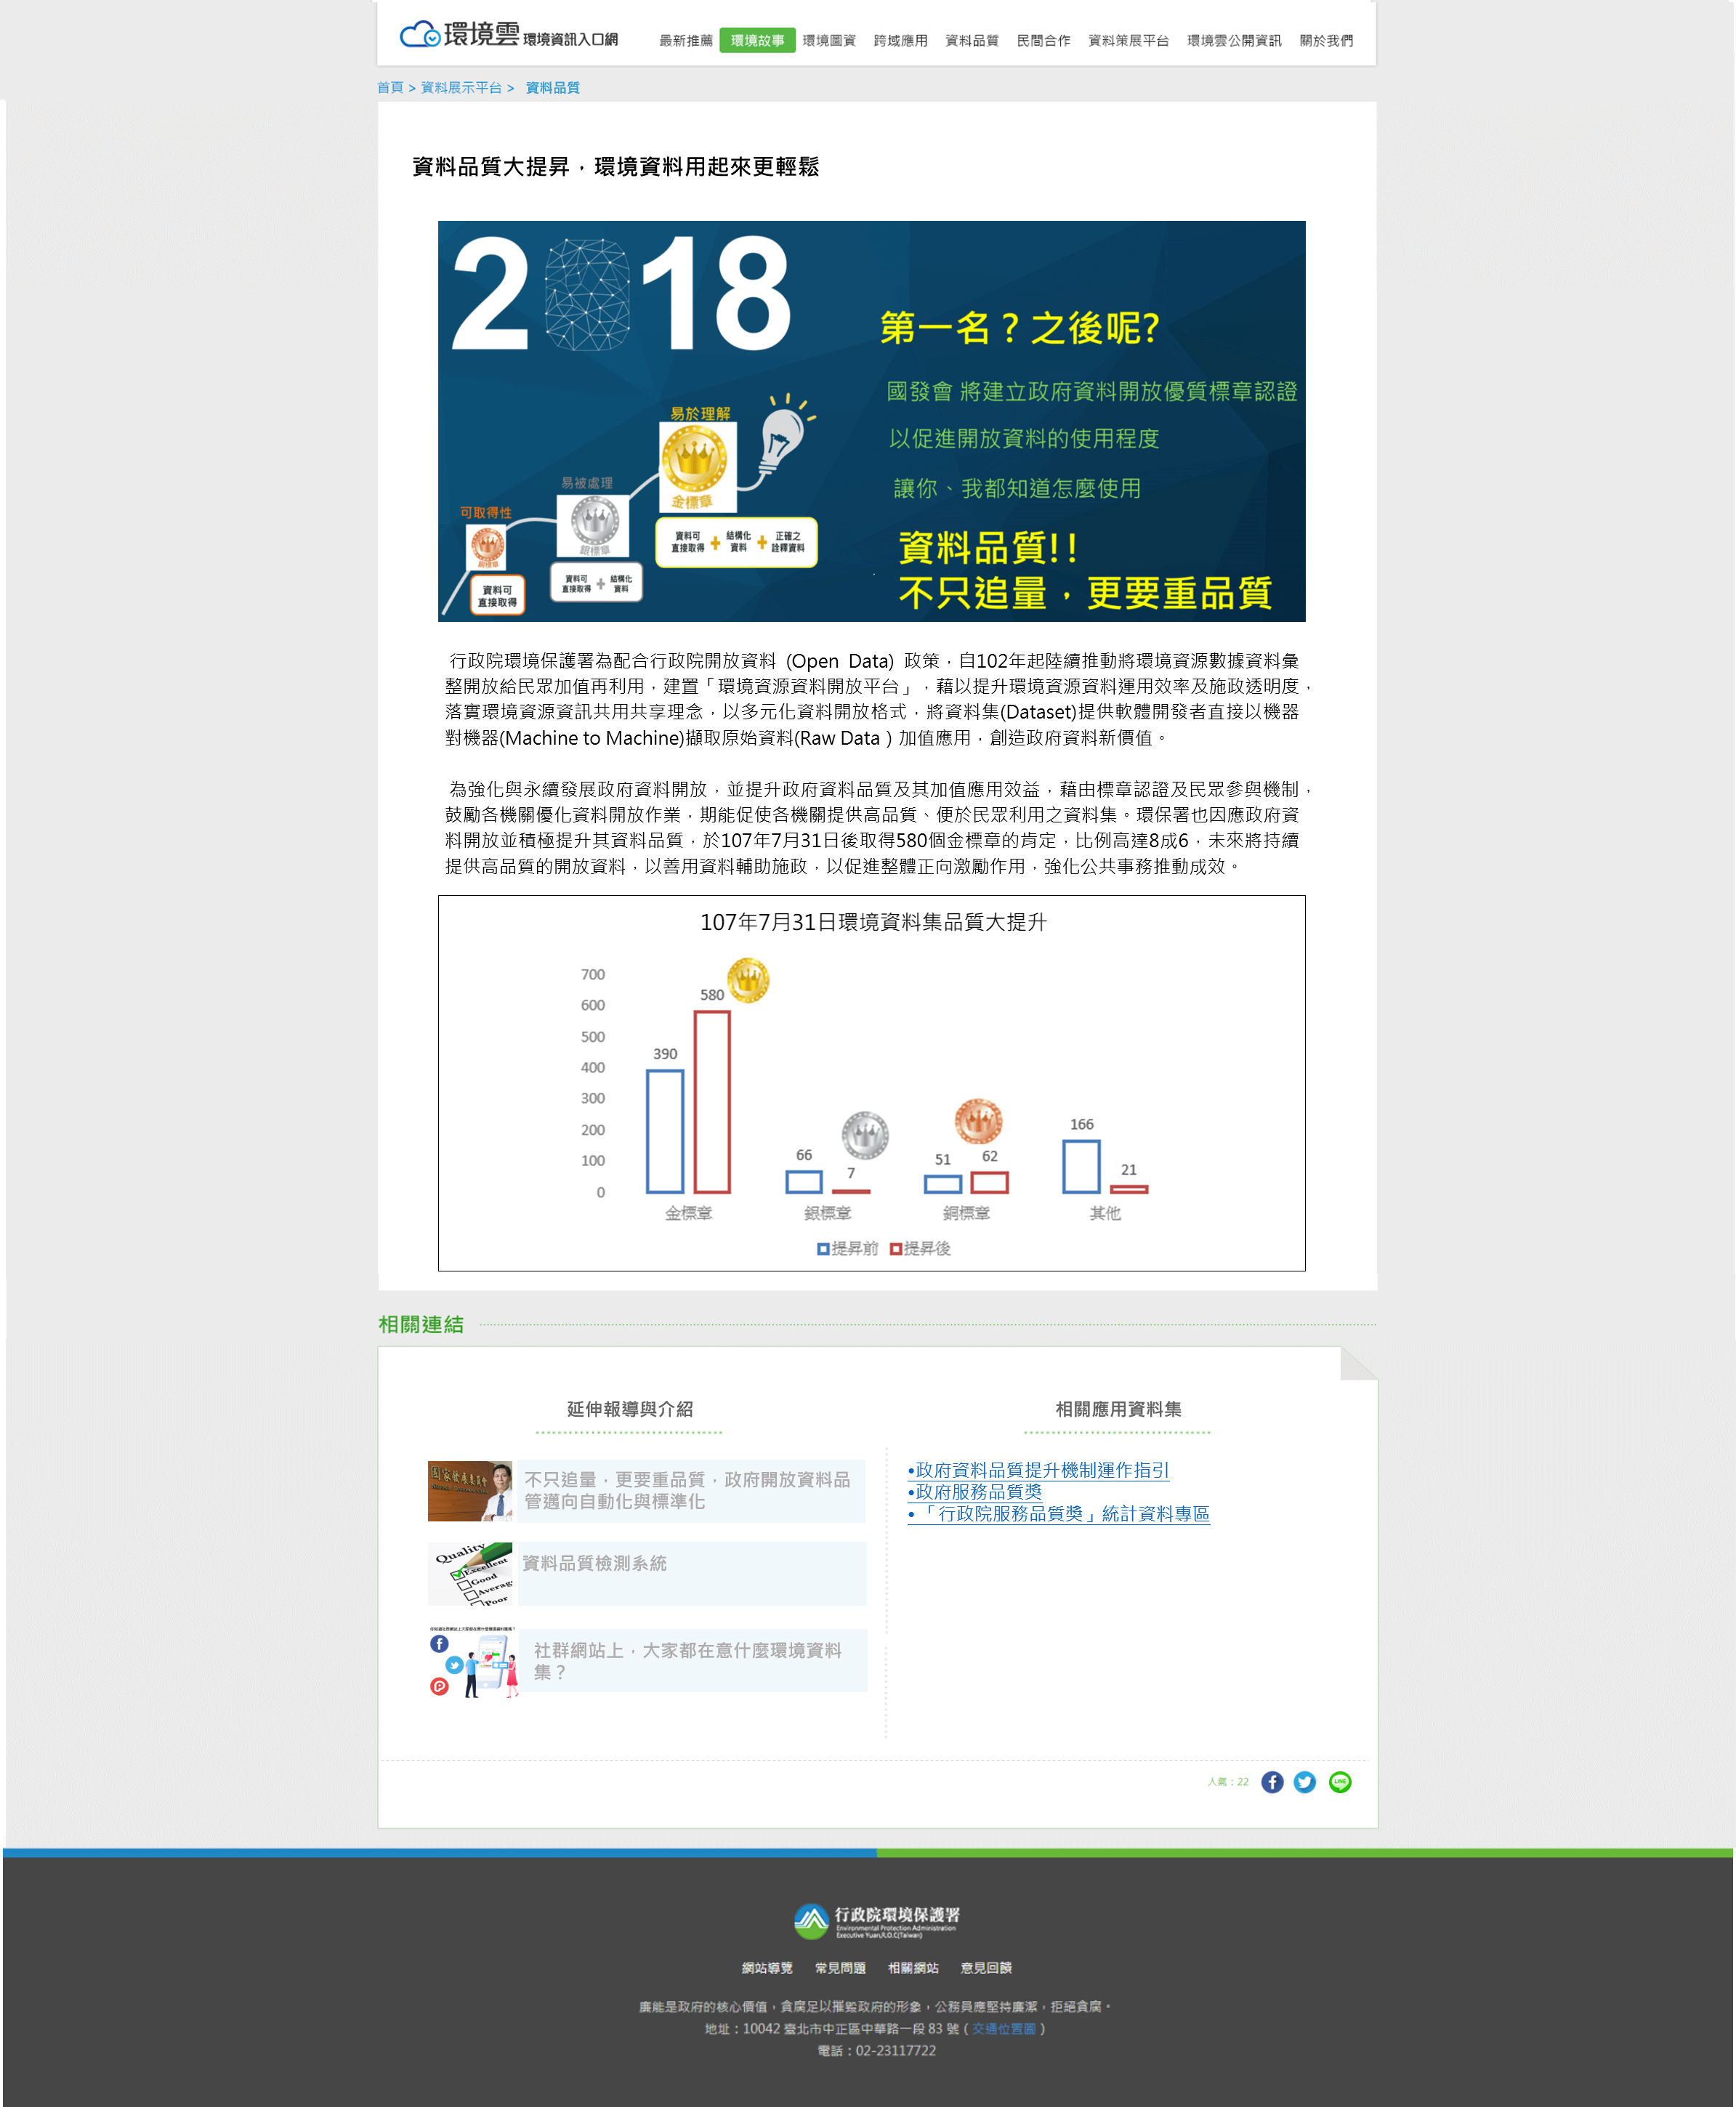 環境雲 環境資訊入口網
最新推薦 環境故事 環境圖資 跨域應用 資料品質 民間合作 資料策展平台 環境雲公開資訊 關於我們
首頁 > 資料展示平台 > 資料品質
資料品質大提昇，環境資料用起來更輕鬆
2018
第一名？之後呢?
國發會 將建立政府資料開放優質標章認證
以促進開放資料的使用程度
讓你、我都知道怎麼使用
資料品質!!
不只追量，更要重品質
易於理解
金標章
資料可直接取得 + 結構化資料 + 正確之詮釋資料
易被處理
銀標章
資料可直接取得 + 結構化資料
可取得性
銅標章
資料可
直接取得
行政院環境保護署為配合行政院開放資料 (Open Data) 政策，自102年起陸續推動將環境資源數據資料彙
整開放給民眾加值再利用，建置「環境資源資料開放平台」，藉以提升環境資源資料運用效率及施政透明度，
落實環境資源資訊共用共享理念，以多元化資料開放格式，將資料集(Dataset)提供軟體開發者直接以機器
對機器(Machine to Machine)擷取原始資料(Raw Data ) 加值應用，創造政府資料新價值。
為強化與永續發展政府資料開放，並提升政府資料品質及其加值應用效益，藉由標章認證及民眾參與機制，
鼓勵各機關優化資料開放作業，期能促使各機關提供高品質、便於民眾利用之資料集。環保署也因應政府資
料開放並積極提升其資料品質，於107年7月31日後取得580個金標章的肯定，比例高達8成6，未來將持續
提供高品質的開放資料，以善用資料輔助施政，以促進整體正向激勵作用，強化公共事務推動成效。
107年7月31日環境資料集品質大提升
700
600
500
400
300
200
100
0
390 580
66 7
51 62
166 21
金標章 銀標章 銅標章 其他
提昇前 提昇後
相關連結
延伸報導與介紹
國家發展委員會
不只追量，更要重品質，政府開放資料品
管邁向自動化與標準化
Quality
Excellent
Good
Average
Poor
資料品質檢測系統
社群網站上，大家都在意什麼環境資料
集？
相關應用資料集
•政府資料品質提升機制運作指引
•政府服務品質獎
•「行政院服務品質獎」統計資料專區
人氣：22
LINE
行政院環境保護署
Environmental Protection Administration
Executive Yuan,R.O.C(Taiwan)
網站導覽 常見問題 相關網站 意見回饋
廉能是政府的核心價值，貪腐足以摧毀政府的形象，公務員應堅持廉潔，拒絕貪腐。
地址：10042 臺北市中正區中華路一段 83 號 ( 交通位置圖 )
電話：02-23117722